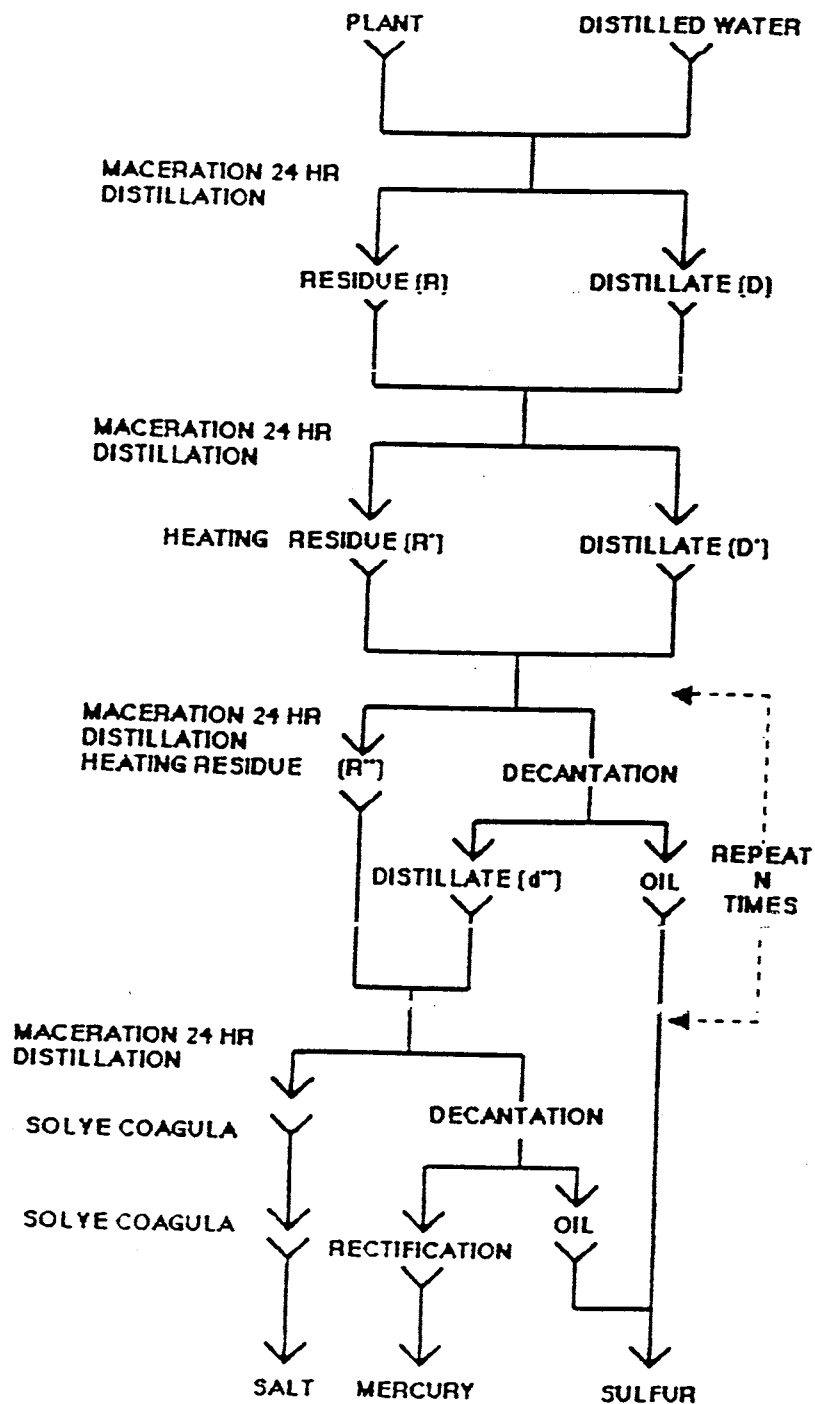 PLANT DISTILLED WATER
MACERATION 24 HR
DISTILLATION
RESIDUE (R) DISTILLATE (D)
MACERATION 24 HR
DISTILLATION
HEATING RESIDUE (R') DISTILLATE (D')
MACERATION 24 HR
DISTILLATION
HEATING RESIDUE (R'')
DECANTATION
DISTILLATE (d'') OIL
REPEAT
N
TIMES
MACERATION 24 HR
DISTILLATION
SOLYE COAGULA
DECANTATION
SOLYE COAGULA
RECTIFICATION
OIL
SALT MERCURY SULFUR